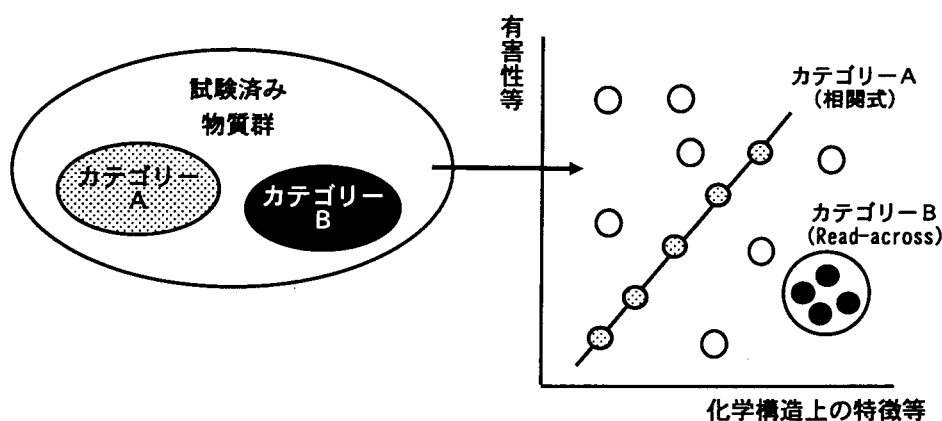 試験済み
物質群
カテゴリー
A
カテゴリー
B
有害性等
カテゴリーA
(相関式)
カテゴリーB
(Read-across)
化学構造上の特徴等